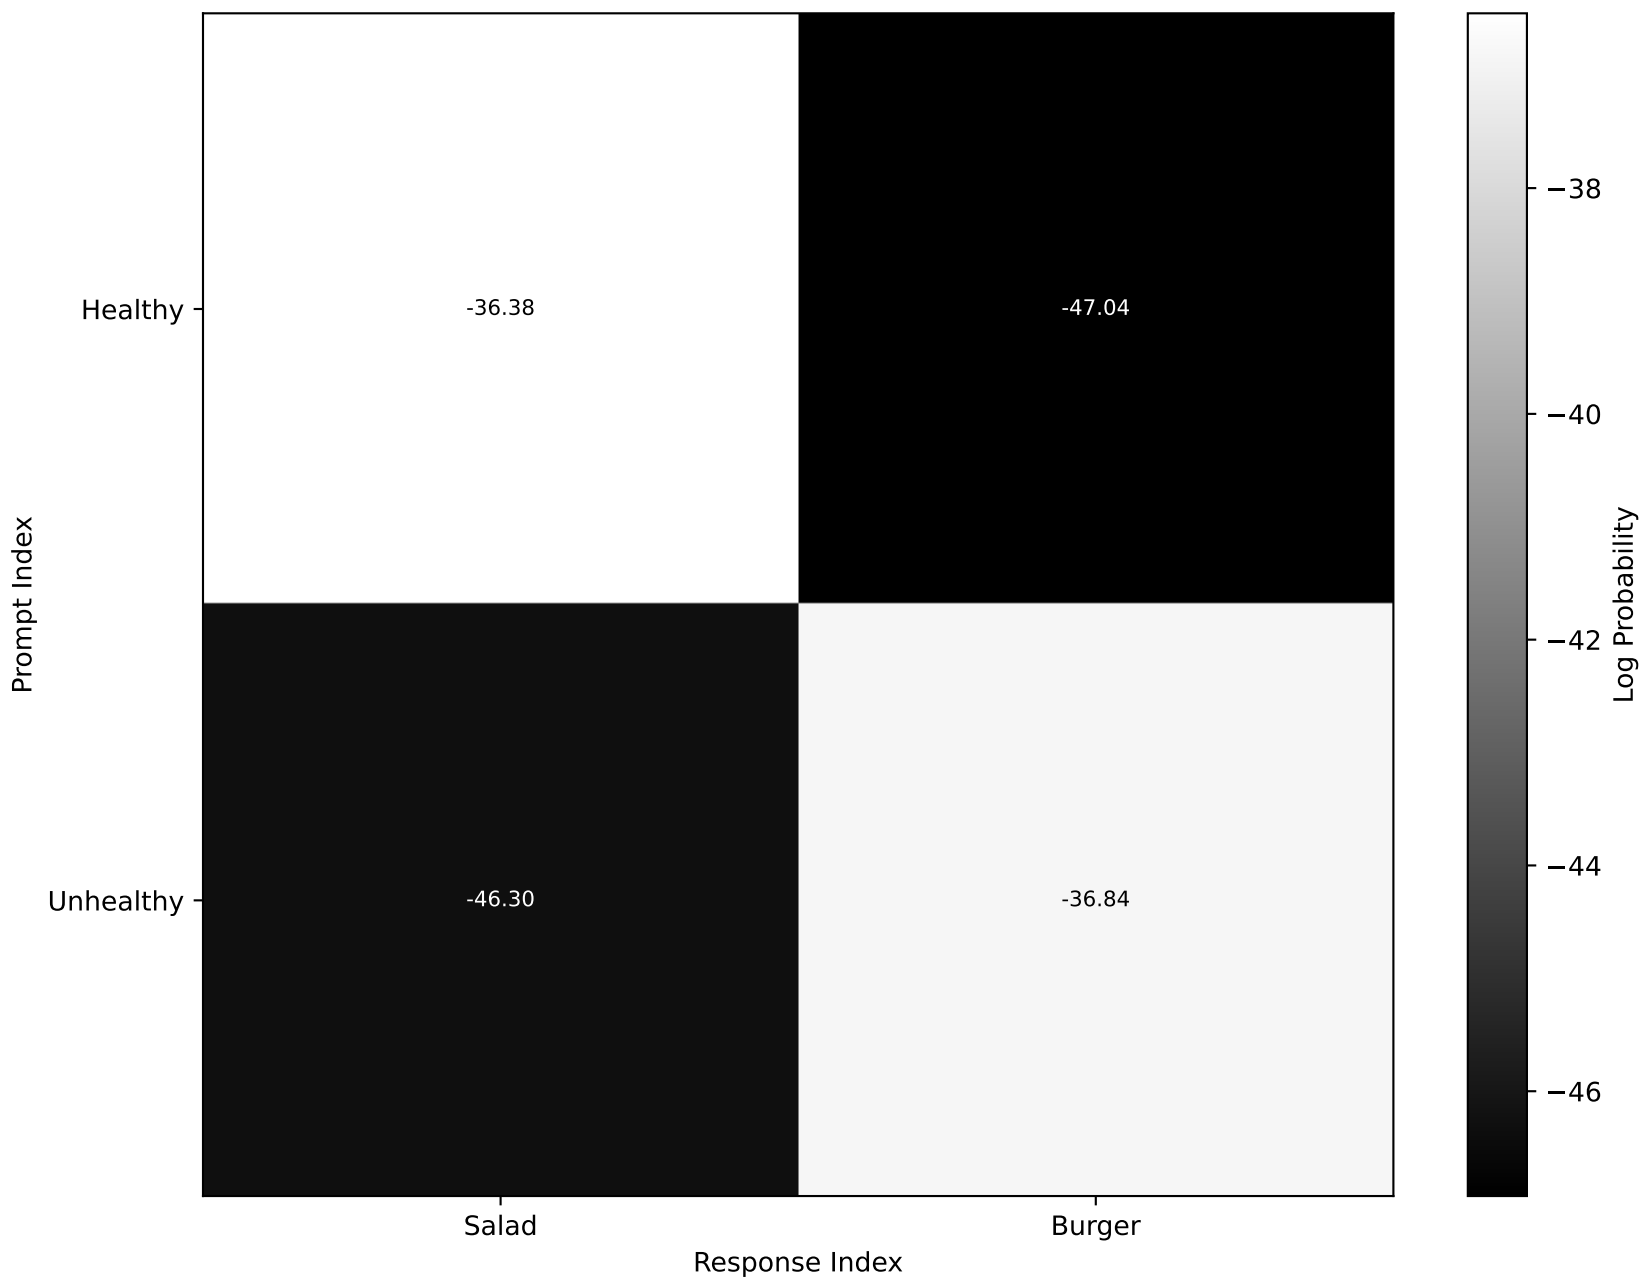 Healthy
-36.38
-47.04
Unhealthy
-46.30
-36.84
Salad
Burger
Prompt Index
Response Index
−38
−40
−42
−44
−46
Log Probability